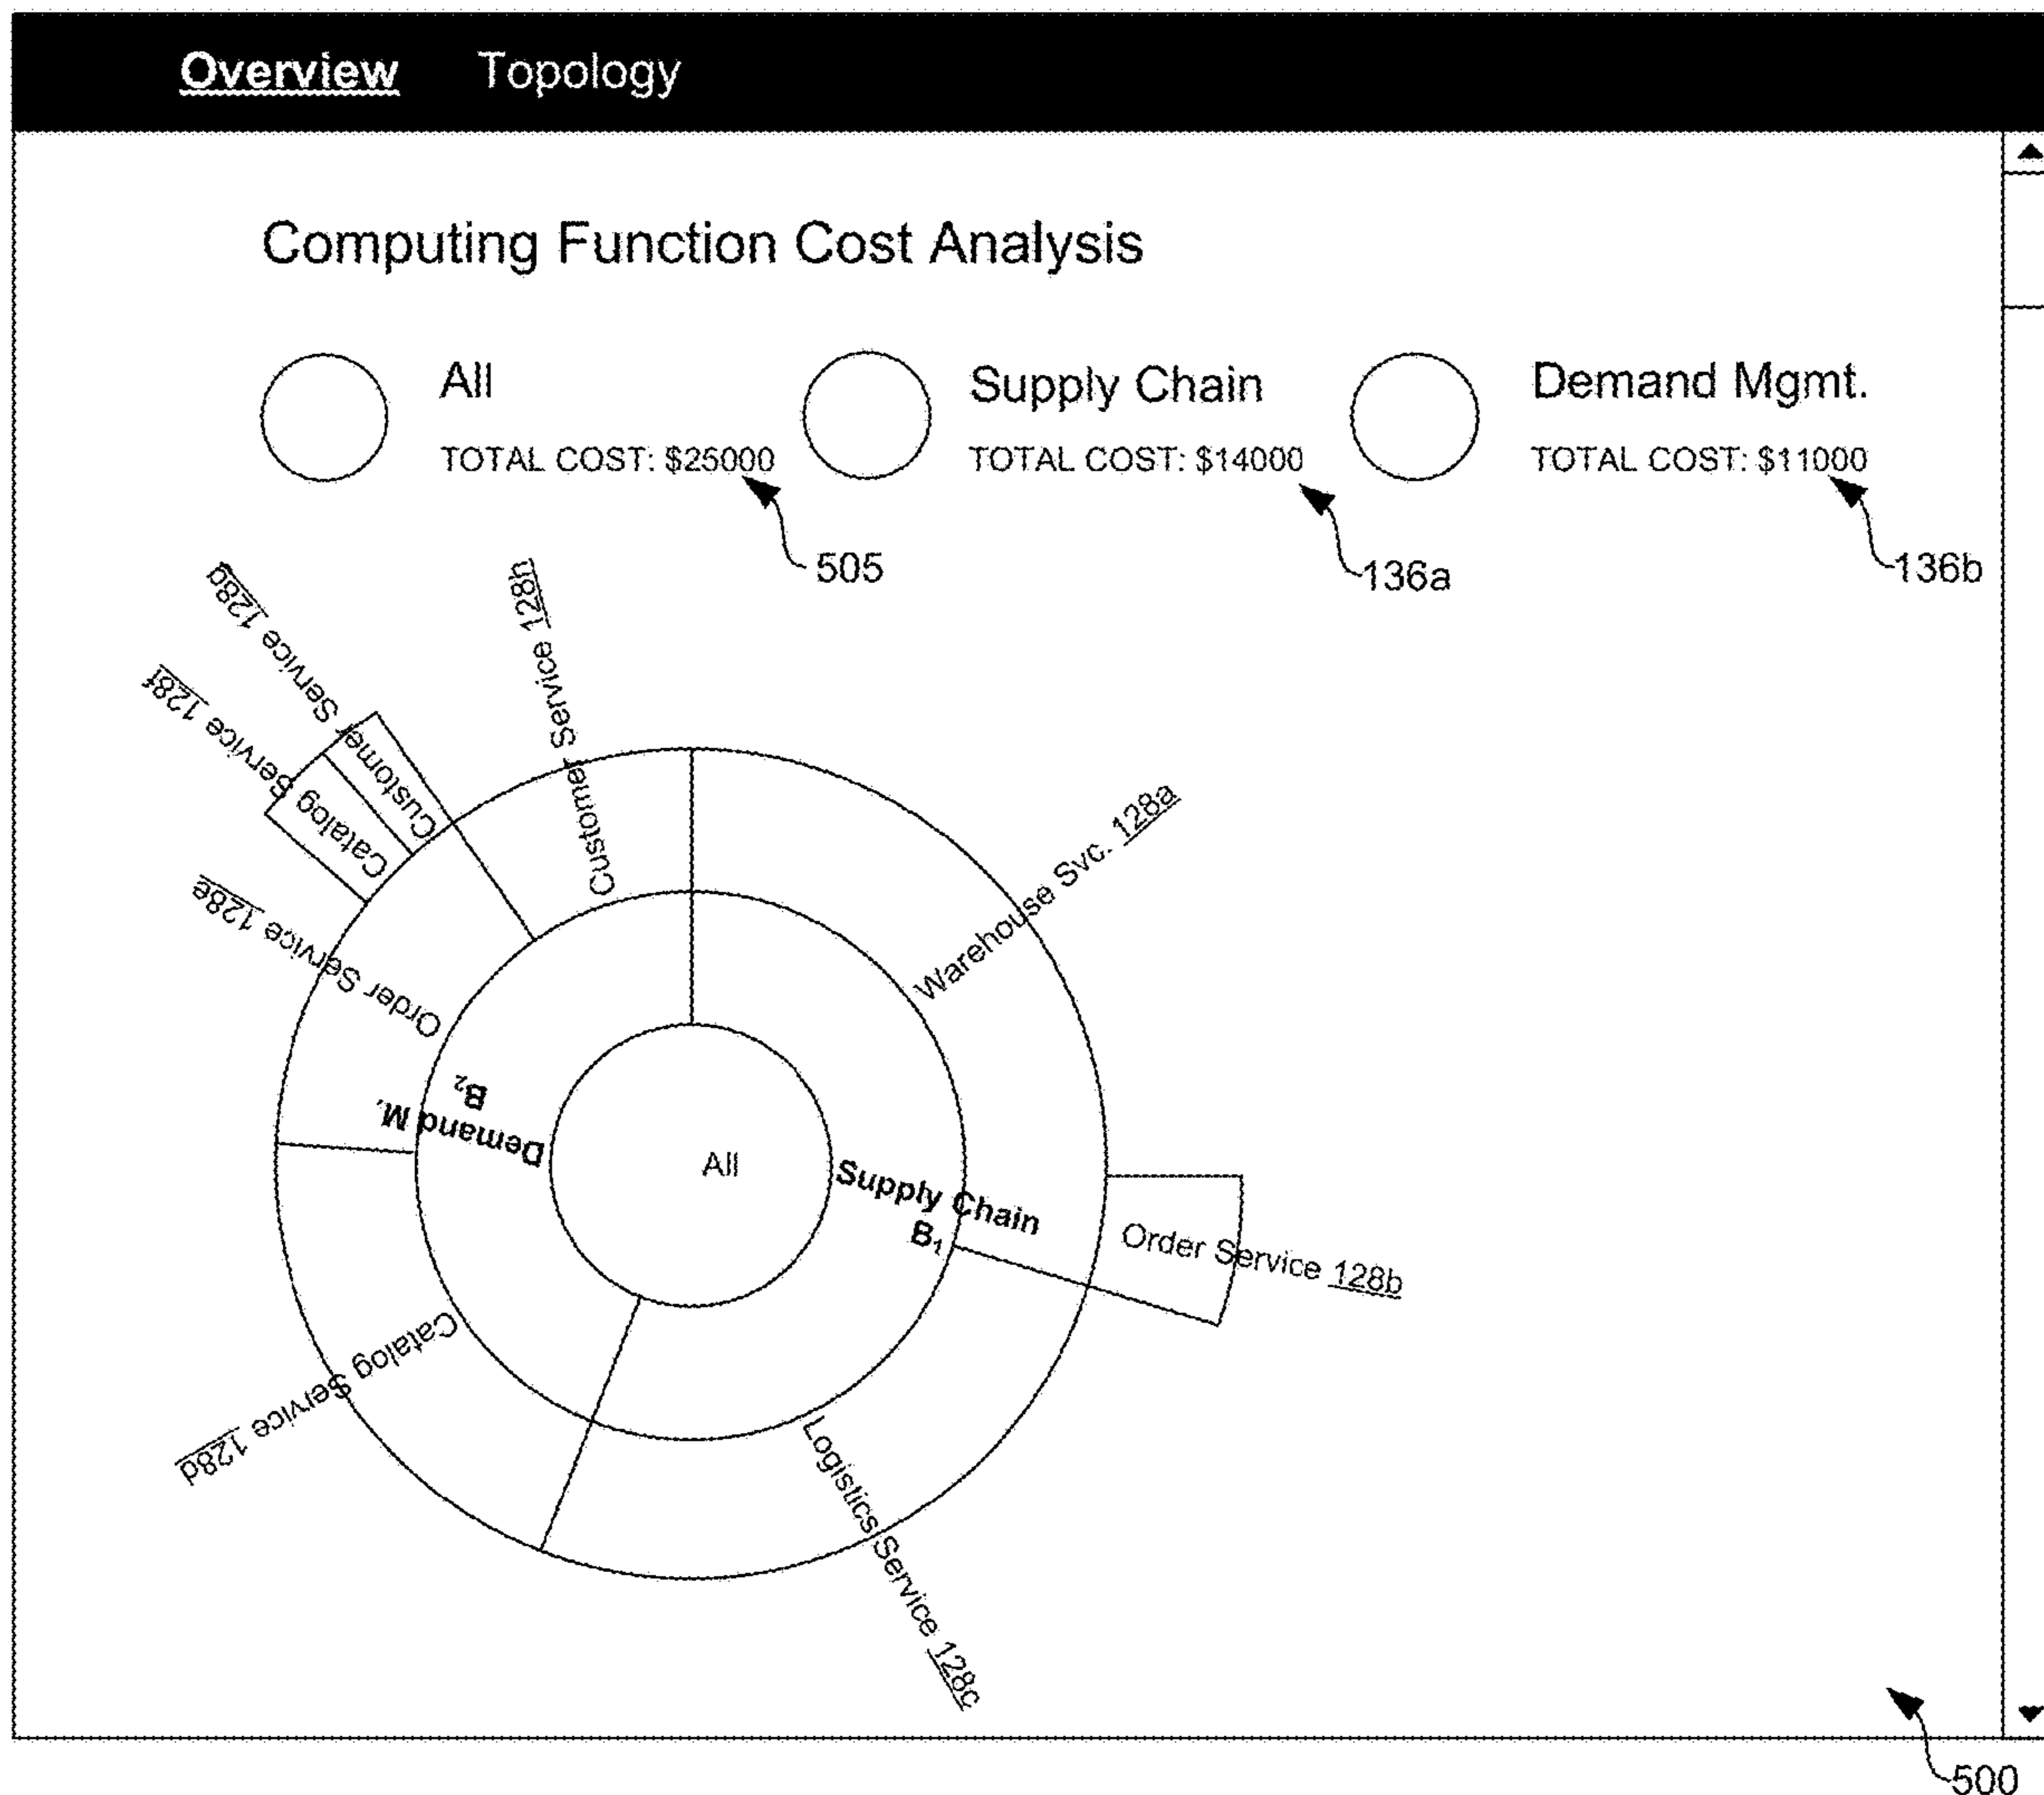 Overview Topology
Computing Function Cost Analysis
All
TOTAL COST: $25000
Supply Chain
TOTAL COST: $14000
Demand Mgmt.
TOTAL COST: $11000
505
136a
136b
Customer Service 128g
Customer Service 128h
Catalog Service 128f
Warehouse Svc. 128a
Order Service 128e
B2
Demand M.
All
Supply Chain
B1
Order Service 128b
Catalog Service 128d
Logistics Service 128c
500